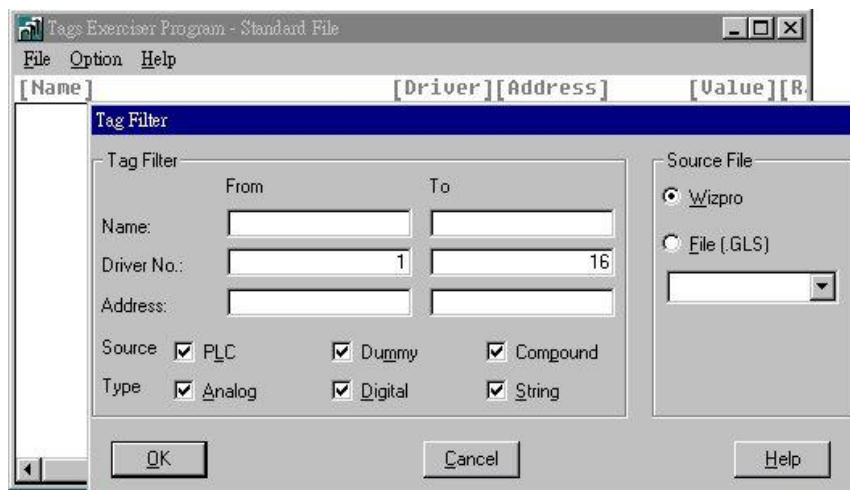 Tags Exerciser Program - Standard File
File Option Help
[Name] [Driver][Address] [Value][R
Tag Filter
Tag Filter Source File
From To
Wizpro
Name:
File (.GLS)
Driver No.: 1 16
Address:
Source PLC Dummy Compound
Type Analog Digital String
OK Cancel Help